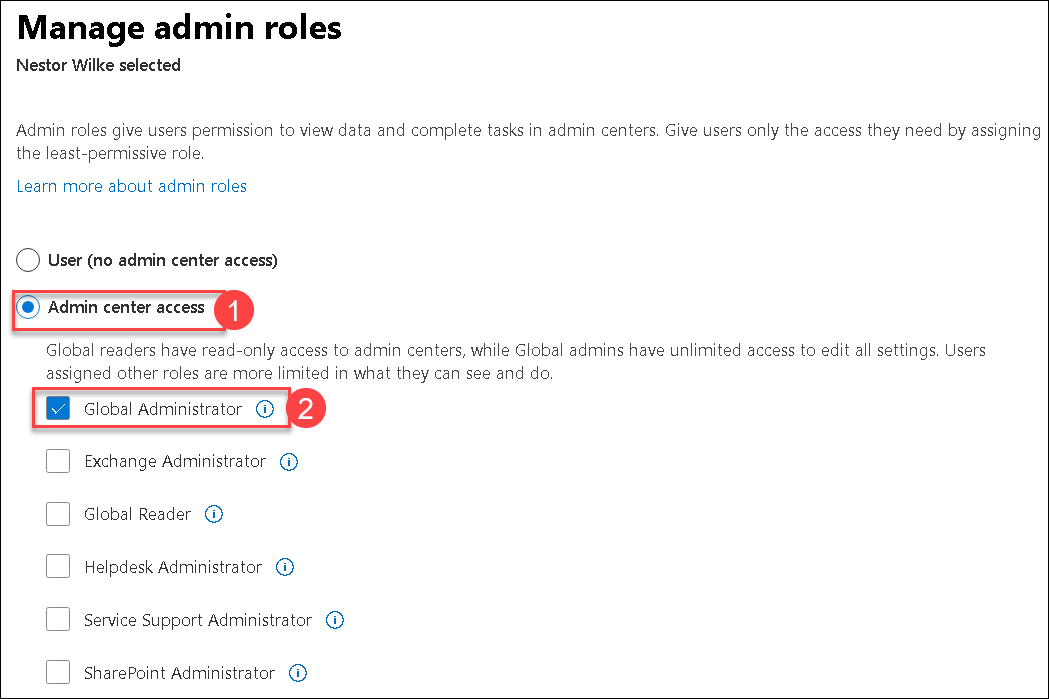 Manage admin roles
Nestor Wilke selected
Admin roles give users permission to view data and complete tasks in admin centers. Give users only the access they need by assigning
the least-permissive role.
Learn more about admin roles
User (no admin center access)
Admin center access 1
Global readers have read-only access to admin centers, while Global admins have unlimited access to edit all settings. Users
assigned other roles are more limited in what they can see and do.
Global Administrator 2
Exchange Administrator
Global Reader
Helpdesk Administrator
Service Support Administrator
SharePoint Administrator